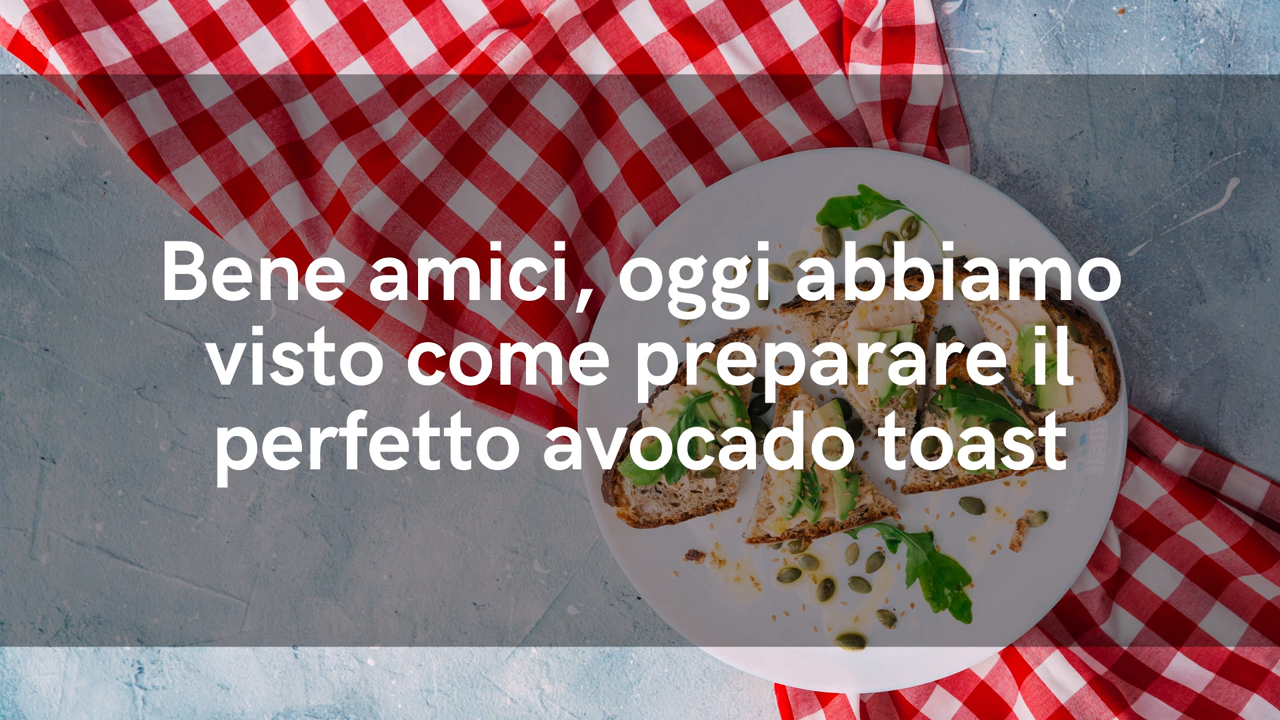 Bene amici, oggi abbiamo
visto come preparare il
perfetto avocado toast